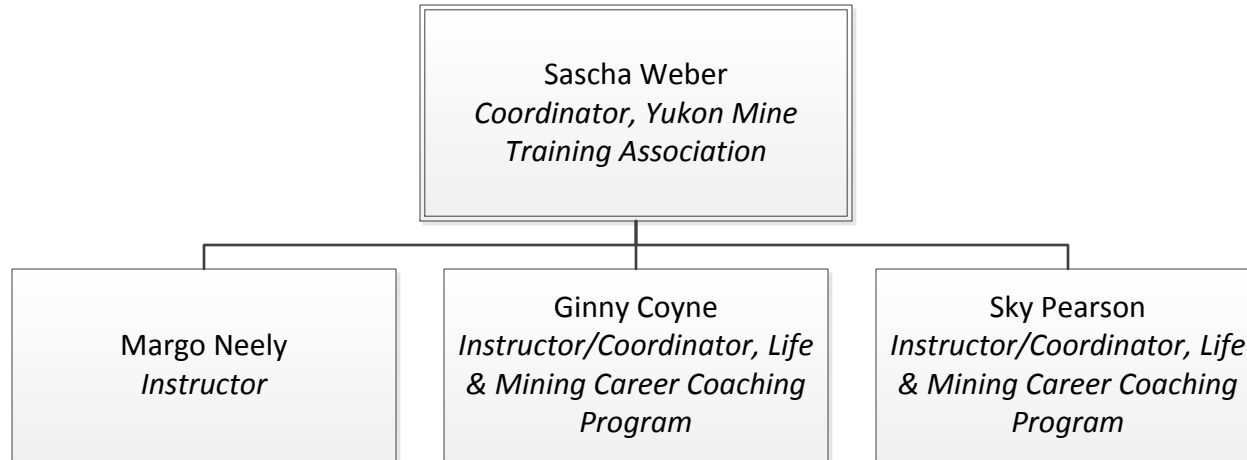 Sascha Weber
Coordinator, Yukon Mine
Training Association
Margo Neely
Instructor
Ginny Coyne
Instructor/Coordinator, Life
& Mining Career Coaching
Program
Sky Pearson
Instructor/Coordinator, Life
& Mining Career Coaching
Program